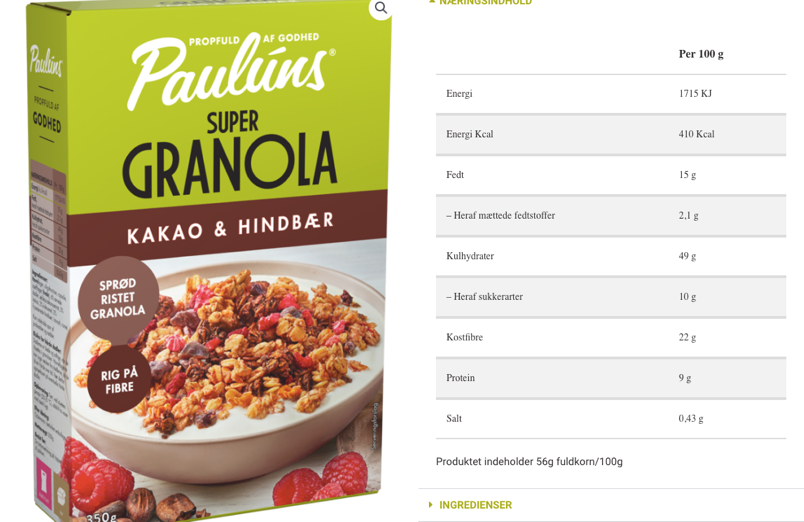 NÆRINGSINDHOLD
PROPFULD AF GODHED
Paulúns®
SUPER
GRANOLA
KAKAO & HINDBÆR
SPRØD
RISTET
GRANOLA
RIG PÅ
FIBRE
350g
Paulúns
PROPFULD AF
GODHED
Per 100 g
Energi 1715 KJ
Energi Kcal 410 Kcal
Fedt 15 g
– Heraf mættede fedtstoffer 2,1 g
Kulhydrater 49 g
– Heraf sukkerarter 10 g
Kostfibre 22 g
Protein 9 g
Salt 0,43 g
Produktet indeholder 56g fuldkorn/100g
INGREDIENSER